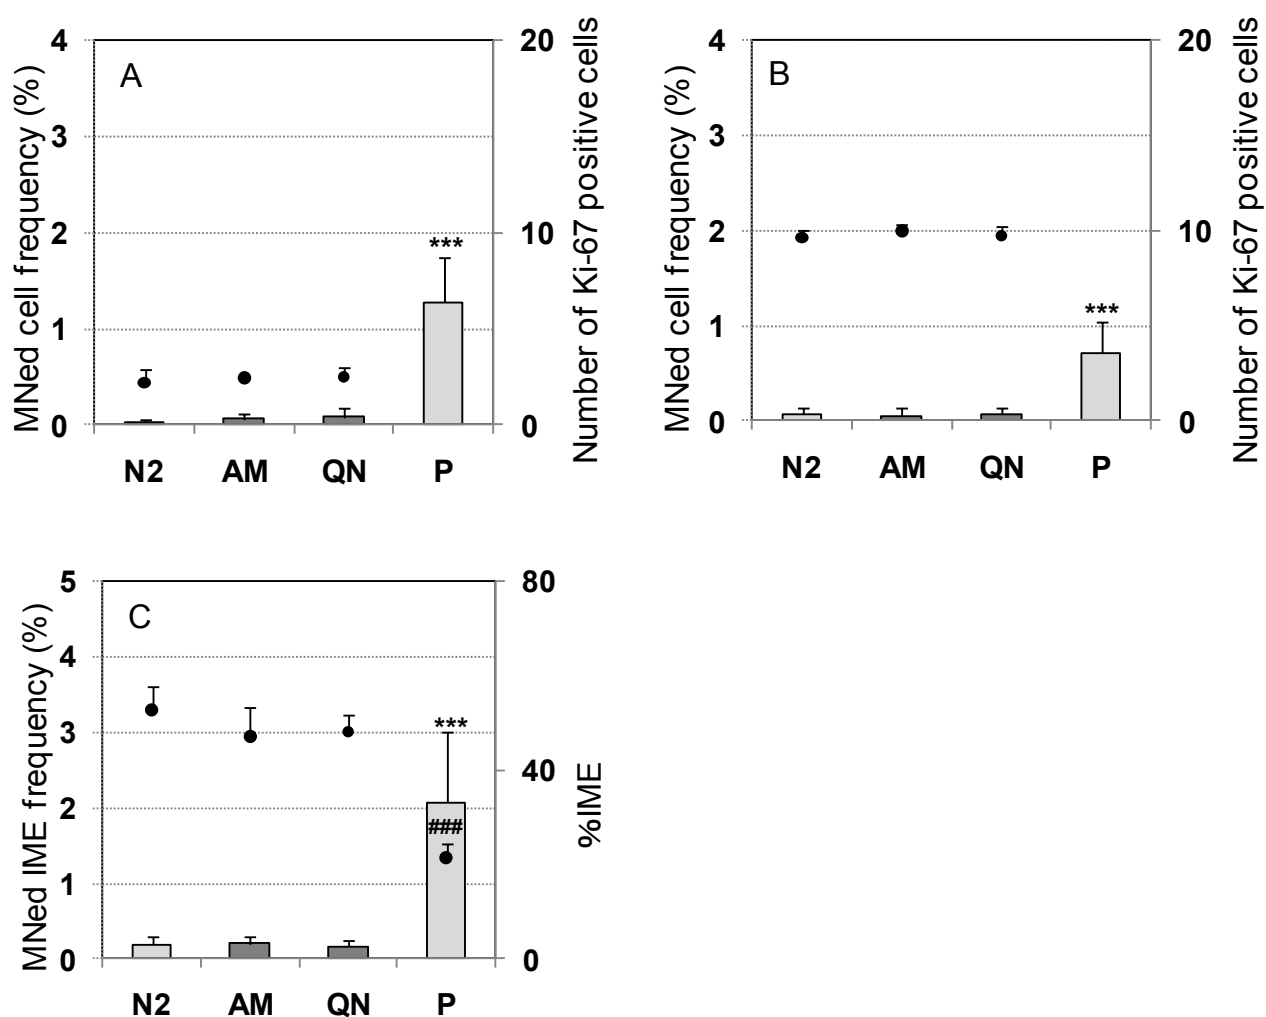 A
MNed cell frequency (%)
4
3
2
1
0
20
10
0
Number of Ki-67 positive cells
***
N2 AM QN P
B
MNed cell frequency (%)
4
3
2
1
0
20
10
0
Number of Ki-67 positive cells
***
N2 AM QN P
C
MNed IME frequency (%)
5
4
3
2
1
0
80
40
0
%IME
***
###
N2 AM QN P